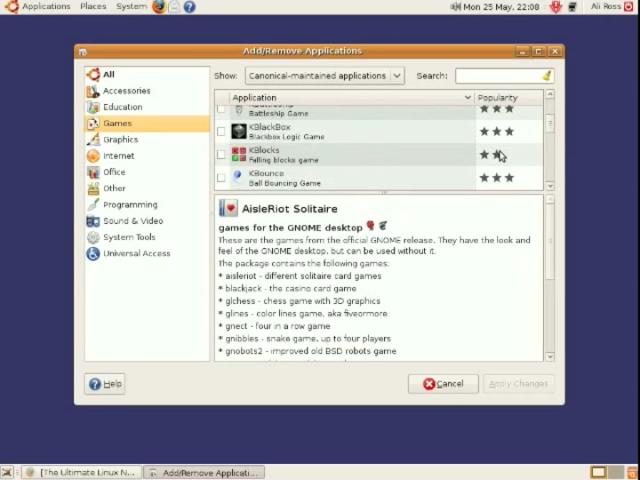 Applications Places System Mon 25 May, 22:08 Ali Ross
Add/Remove Applications
Show: Canonical-maintained applications Search:
All
Accessories
Education
Games
Graphics
Internet
Office
Other
Programming
Sound & Video
System Tools
Universal Access
Application Popularity
Battleship Game
KBlackBox
Blackbox Logic Game
KBlocks
Falling blocks game
KBounce
Ball Bouncing Game
AisleRiot Solitaire
games for the GNOME desktop
These are the games from the official GNOME release. They have the look and
feel of the GNOME desktop, but can be used without it.
The package contains the following games:
* aisleriot - different solitaire card games
* blackjack - the casino card game
* glchess - chess game with 3D graphics
* glines - color lines game, aka fiveormore
* gnect - four in a row game
* gnibbles - snake game, up to four players
* gnobots2 - improved old BSD robots game
Help Cancel Apply Changes
[The Ultimate Linux N... Add/Remove Applicati...